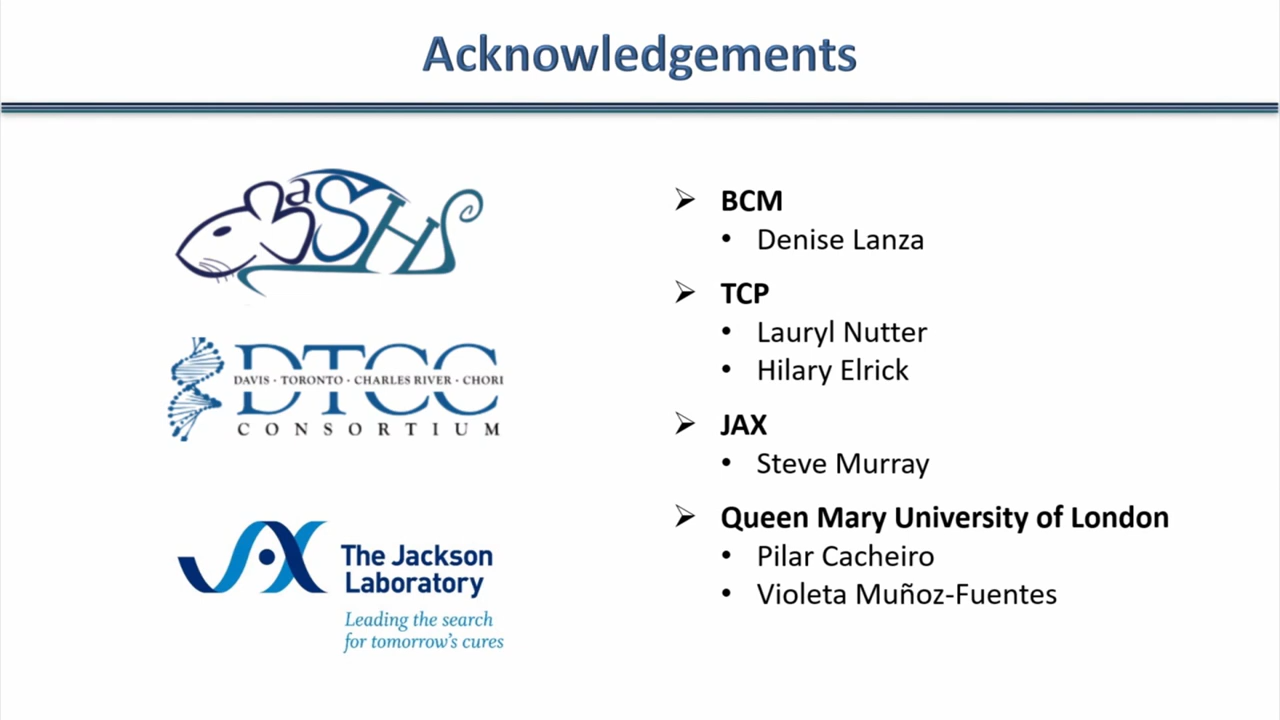 Acknowledgements
BaSHS
DTCC
DAVIS · TORONTO · CHARLES RIVER · CHORI
CONSORTIUM
JAX
The Jackson
Laboratory
Leading the search
for tomorrow's cures
➢ BCM
• Denise Lanza
➢ TCP
• Lauryl Nutter
• Hilary Elrick
➢ JAX
• Steve Murray
➢ Queen Mary University of London
• Pilar Cacheiro
• Violeta Muñoz-Fuentes